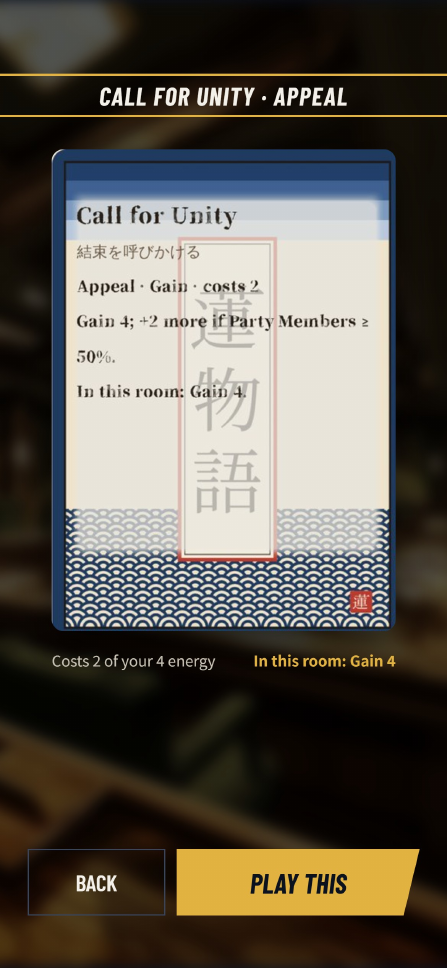 CALL FOR UNITY · APPEAL
Call for Unity
結束を呼びかける
Appeal · Gain · costs 2
Gain 4; +2 more if Party Members ≥
50%.
In this room: Gain 4.
蓮物語
蓮
Costs 2 of your 4 energy
In this room: Gain 4
BACK
PLAY THIS